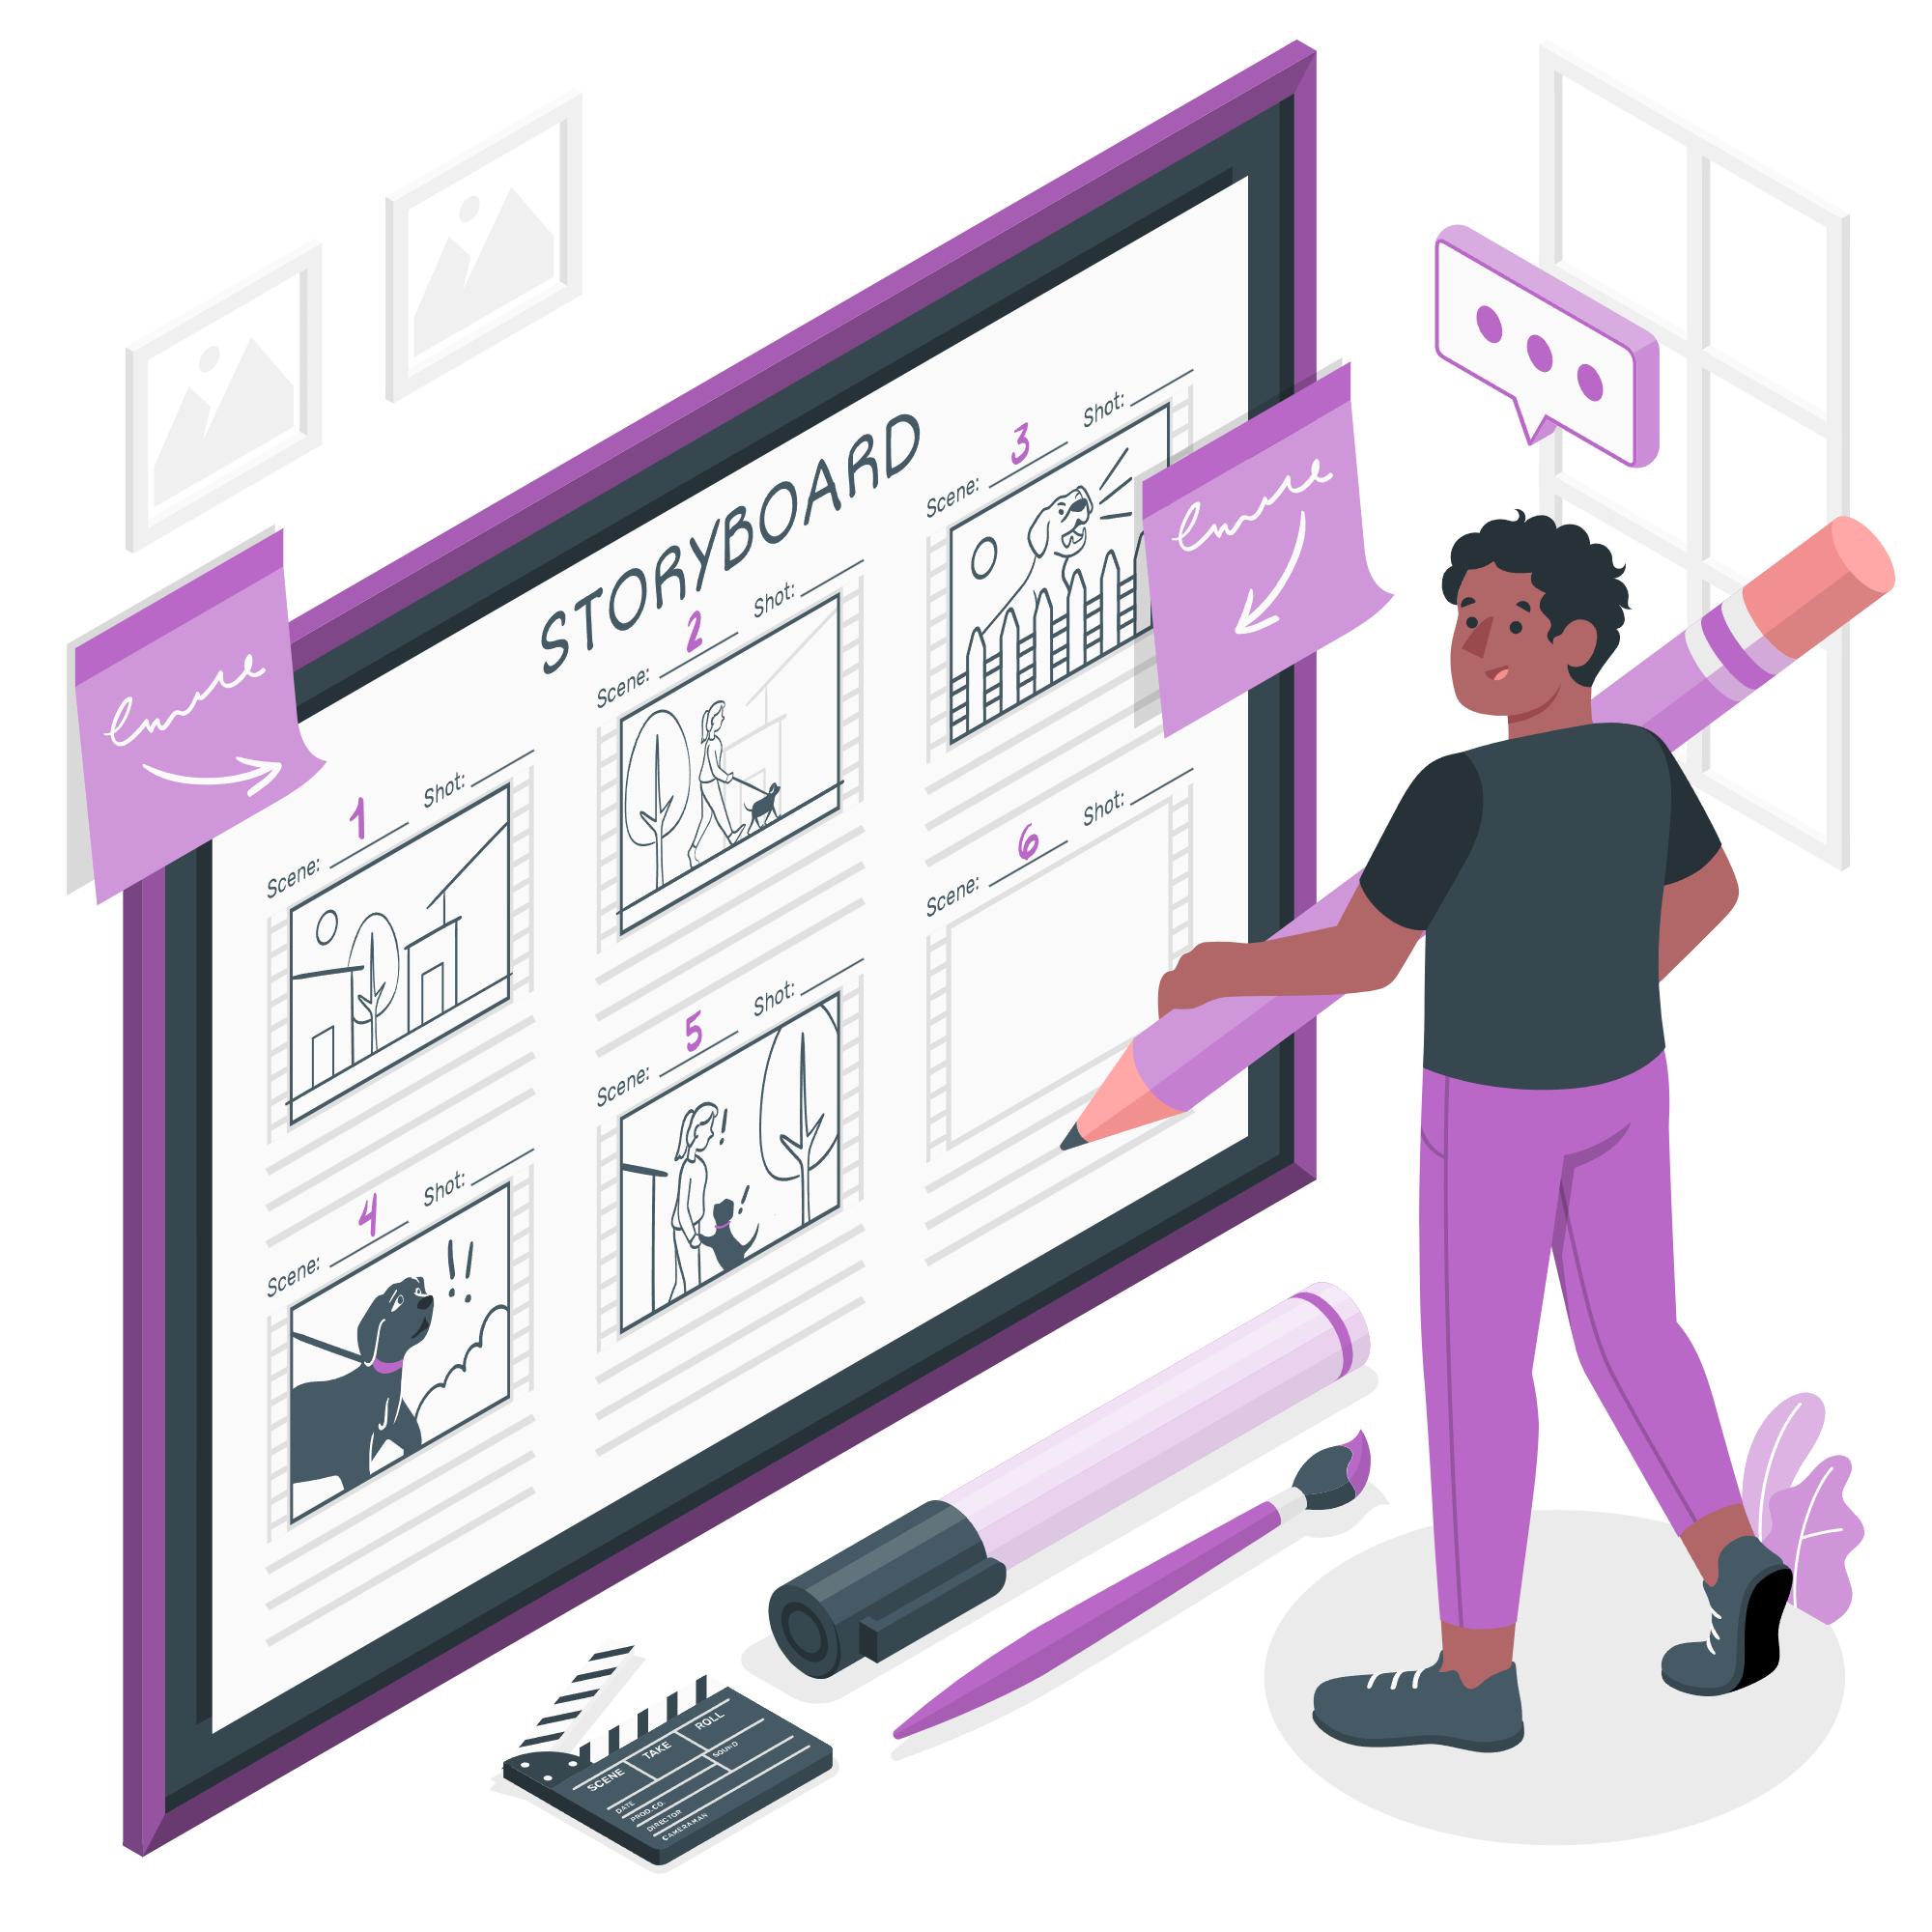 STORYBOARD
Scene: 1 Shot:
Scene: 2 Shot:
Scene: 3 Shot:
Scene: 4 Shot:
!!
Scene: 5 Shot:
!
!
Scene: 6 Shot:
SCENE TAKE ROLL
DATE SOUND
PROD.CO.
DIRECTOR
CAMERAMAN